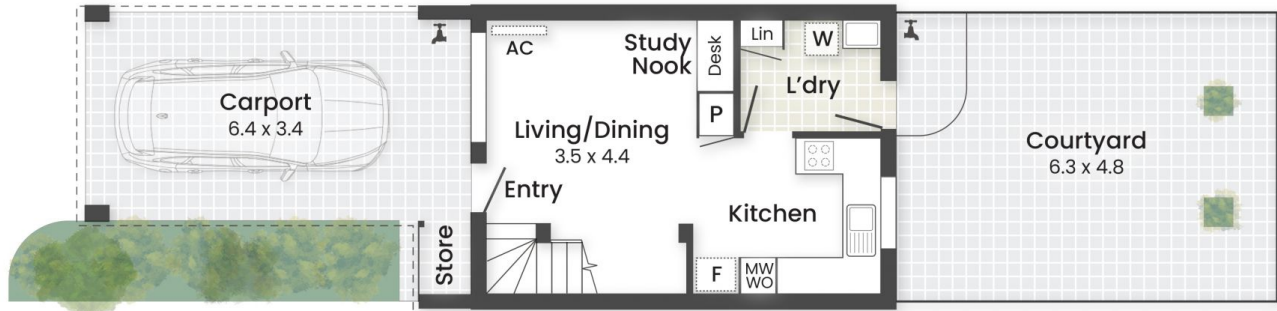 Carport
6.4 x 3.4
Store
AC
Study
Nook
Desk
P
Living/Dining
3.5 x 4.4
Entry
Lin
W
L'dry
Kitchen
F
MW
WO
Courtyard
6.3 x 4.8